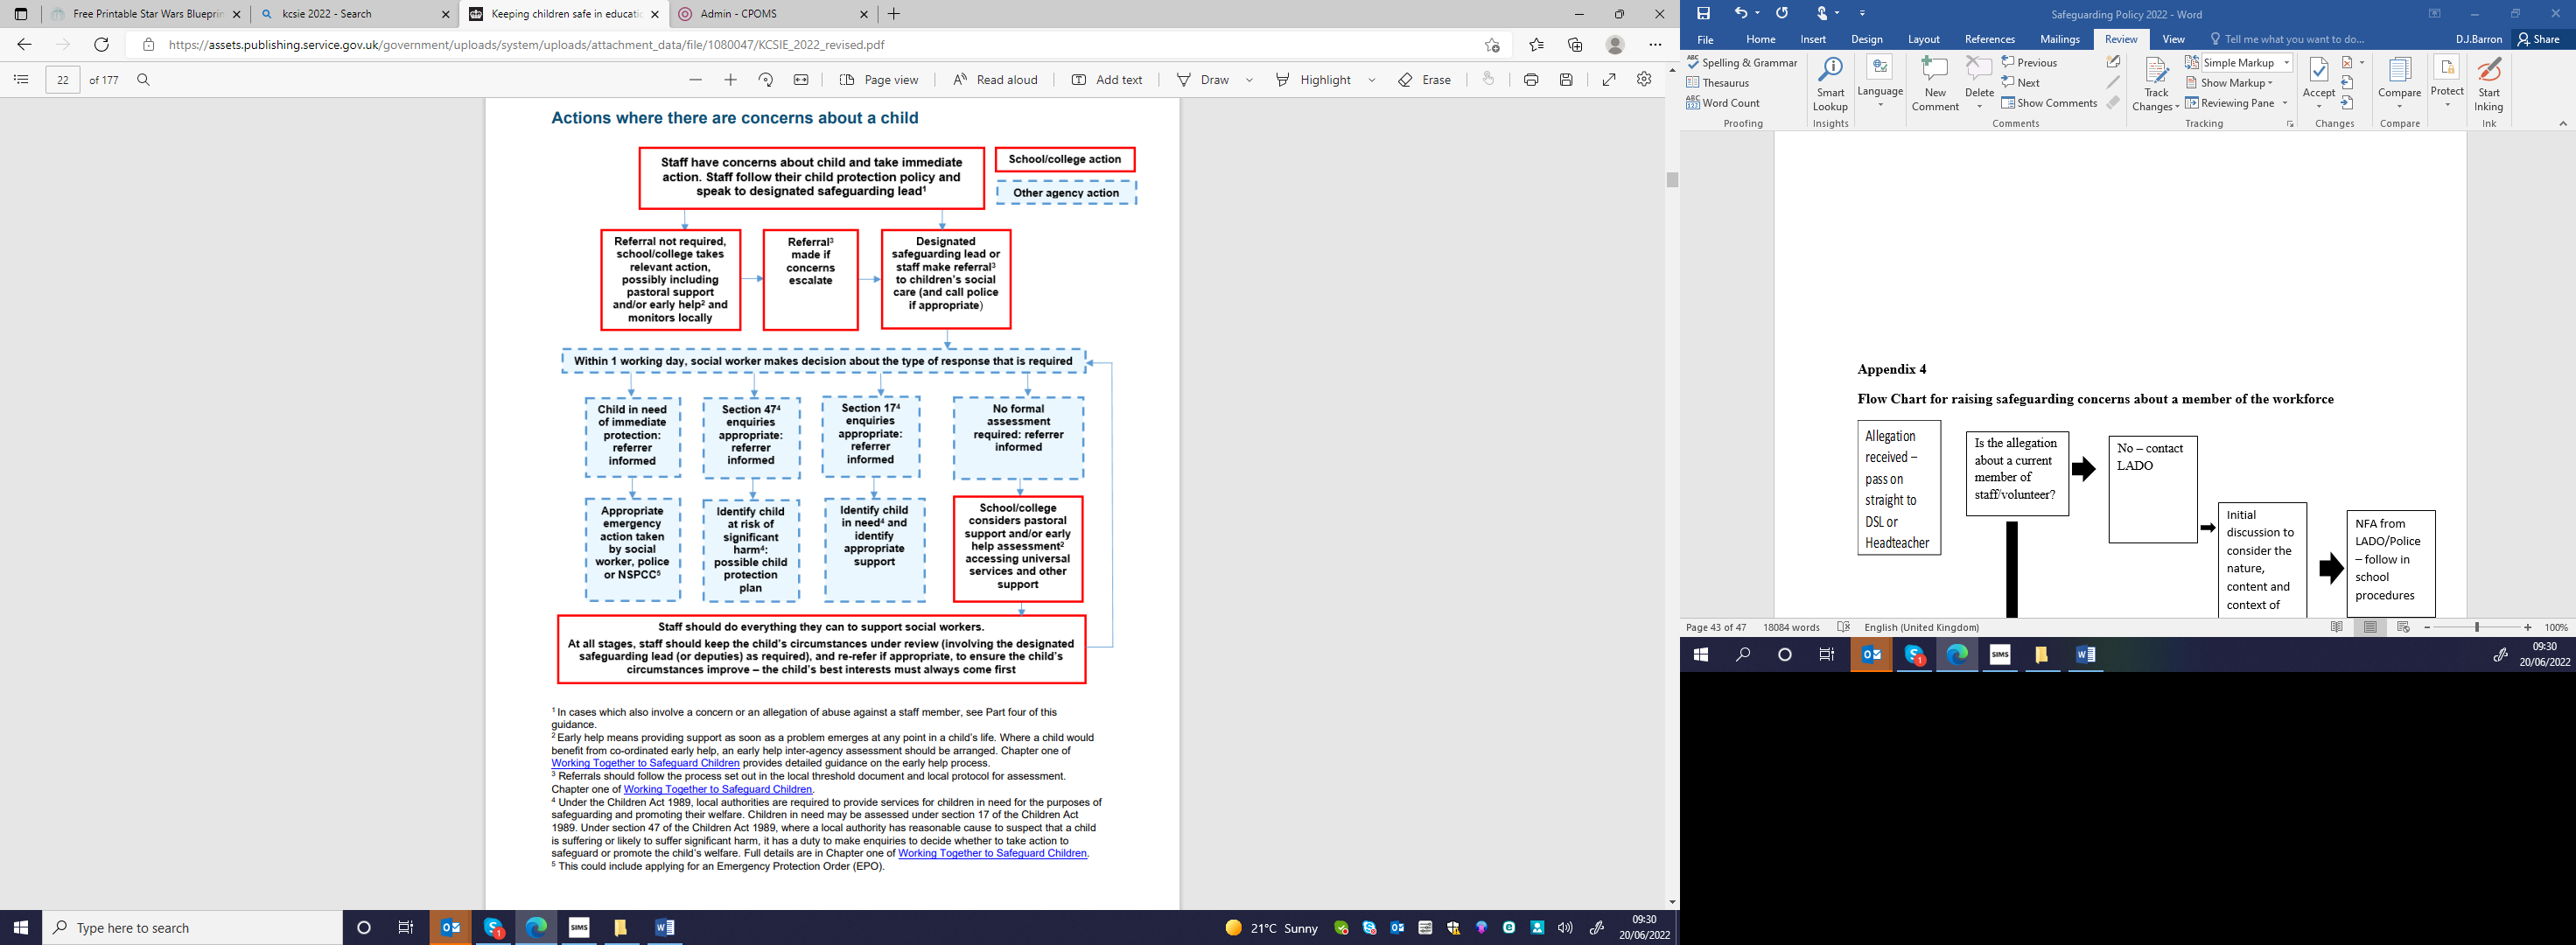 Free Printable Star Wars Blueprin
kcsie 2022 - Search
Keeping children safe in educatio
Admin - CPOMS
https://assets.publishing.service.gov.uk/government/uploads/system/uploads/attachment_data/file/1080047/KCSIE_2022_revised.pdf
22
of 177
Page view
Read aloud
Add text
Draw
Highlight
Erase
Actions where there are concerns about a child
Staff have concerns about child and take immediate
action. Staff follow their child protection policy and
speak to designated safeguarding lead¹
School/college action
Other agency action
Referral not required,
school/college takes
relevant action,
possibly including
pastoral support
and/or early help² and
monitors locally
Referral³
made if
concerns
escalate
Designated
safeguarding lead or
staff make referral³
to children's social
care (and call police
if appropriate)
Within 1 working day, social worker makes decision about the type of response that is required
Child in need
of immediate
protection:
referrer
informed
Section 47⁴
enquiries
appropriate:
referrer
informed
Section 17⁴
enquiries
appropriate:
referrer
informed
No formal
assessment
required: referrer
informed
Appropriate
emergency
action taken
by social
worker, police
or NSPCC⁵
Identify child
at risk of
significant
harm⁴:
possible child
protection
plan
Identify child
in need⁴ and
identify
appropriate
support
School/college
considers pastoral
support and/or early
help assessment²
accessing universal
services and other
support
Staff should do everything they can to support social workers.
At all stages, staff should keep the child's circumstances under review (involving the designated
safeguarding lead (or deputies) as required), and re-refer if appropriate, to ensure the child's
circumstances improve – the child's best interests must always come first
¹ In cases which also involve a concern or an allegation of abuse against a staff member, see Part four of this
guidance.
² Early help means providing support as soon as a problem emerges at any point in a child's life. Where a child would
benefit from co-ordinated early help, an early help inter-agency assessment should be arranged. Chapter one of
Working Together to Safeguard Children provides detailed guidance on the early help process.
³ Referrals should follow the process set out in the local threshold document and local protocol for assessment.
Chapter one of Working Together to Safeguard Children.
⁴ Under the Children Act 1989, local authorities are required to provide services for children in need for the purposes of
safeguarding and promoting their welfare. Children in need may be assessed under section 17 of the Children Act
1989. Under section 47 of the Children Act 1989, where a local authority has reasonable cause to suspect that a child
is suffering or likely to suffer significant harm, it has a duty to make enquiries to decide whether to take action to
safeguard or promote the child's welfare. Full details are in Chapter one of Working Together to Safeguard Children.
⁵ This could include applying for an Emergency Protection Order (EPO).
Type here to search
SIMS
21°C Sunny
09:30
20/06/2022
Safeguarding Policy 2022 - Word
File
Home
Insert
Design
Layout
References
Mailings
Review
View
Tell me what you want to do...
D.J.Barron
Share
Spelling & Grammar
Thesaurus
Word Count
Proofing
Smart
Lookup
Insights
Language
New
Comment
Delete
Previous
Next
Show Comments
Comments
Track
Changes
Simple Markup
Show Markup
Reviewing Pane
Tracking
Accept
Changes
Compare
Compare
Protect
Start
Inking
Ink
Appendix 4
Flow Chart for raising safeguarding concerns about a member of the workforce
Allegation
received –
pass on
straight to
DSL or
Headteacher
Is the allegation
about a current
member of
staff/volunteer?
No – contact
LADO
Initial
discussion to
consider the
nature,
content and
context of
NFA from
LADO/Police
– follow in
school
procedures
Page 43 of 47
18084 words
English (United Kingdom)
100%
SIMS
09:30
20/06/2022